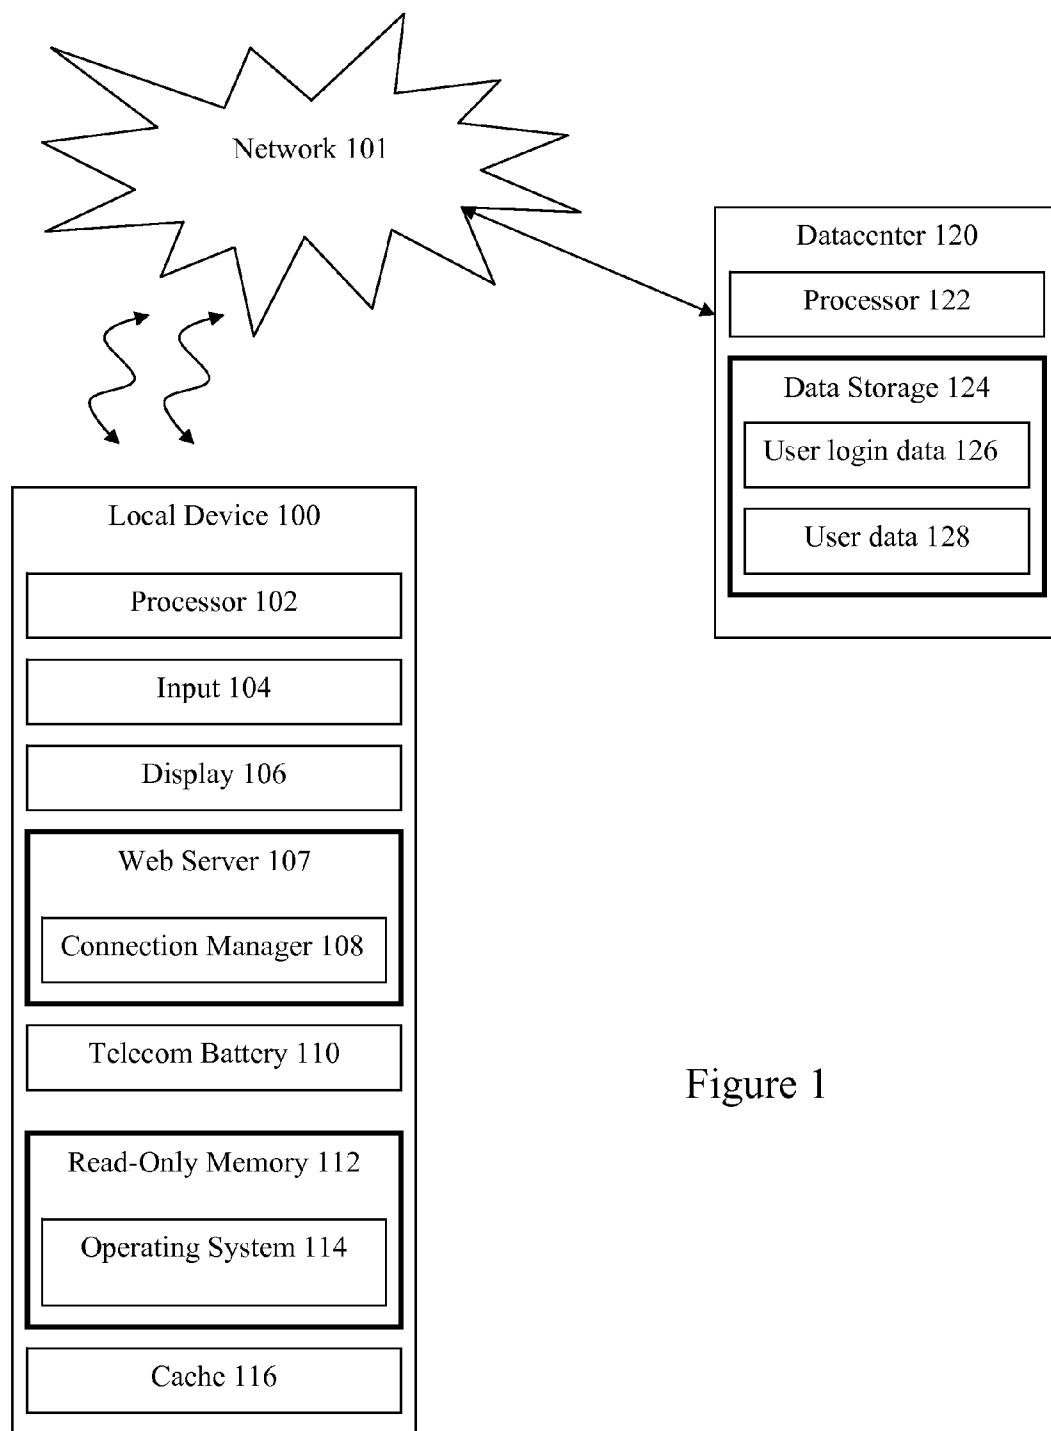 Network 101
Datacenter 120
Processor 122
Data Storage 124
User login data 126
User data 128
Local Device 100
Processor 102
Input 104
Display 106
Web Server 107
Connection Manager 108
Telecom Battery 110
Read-Only Memory 112
Operating System 114
Cache 116
Figure 1